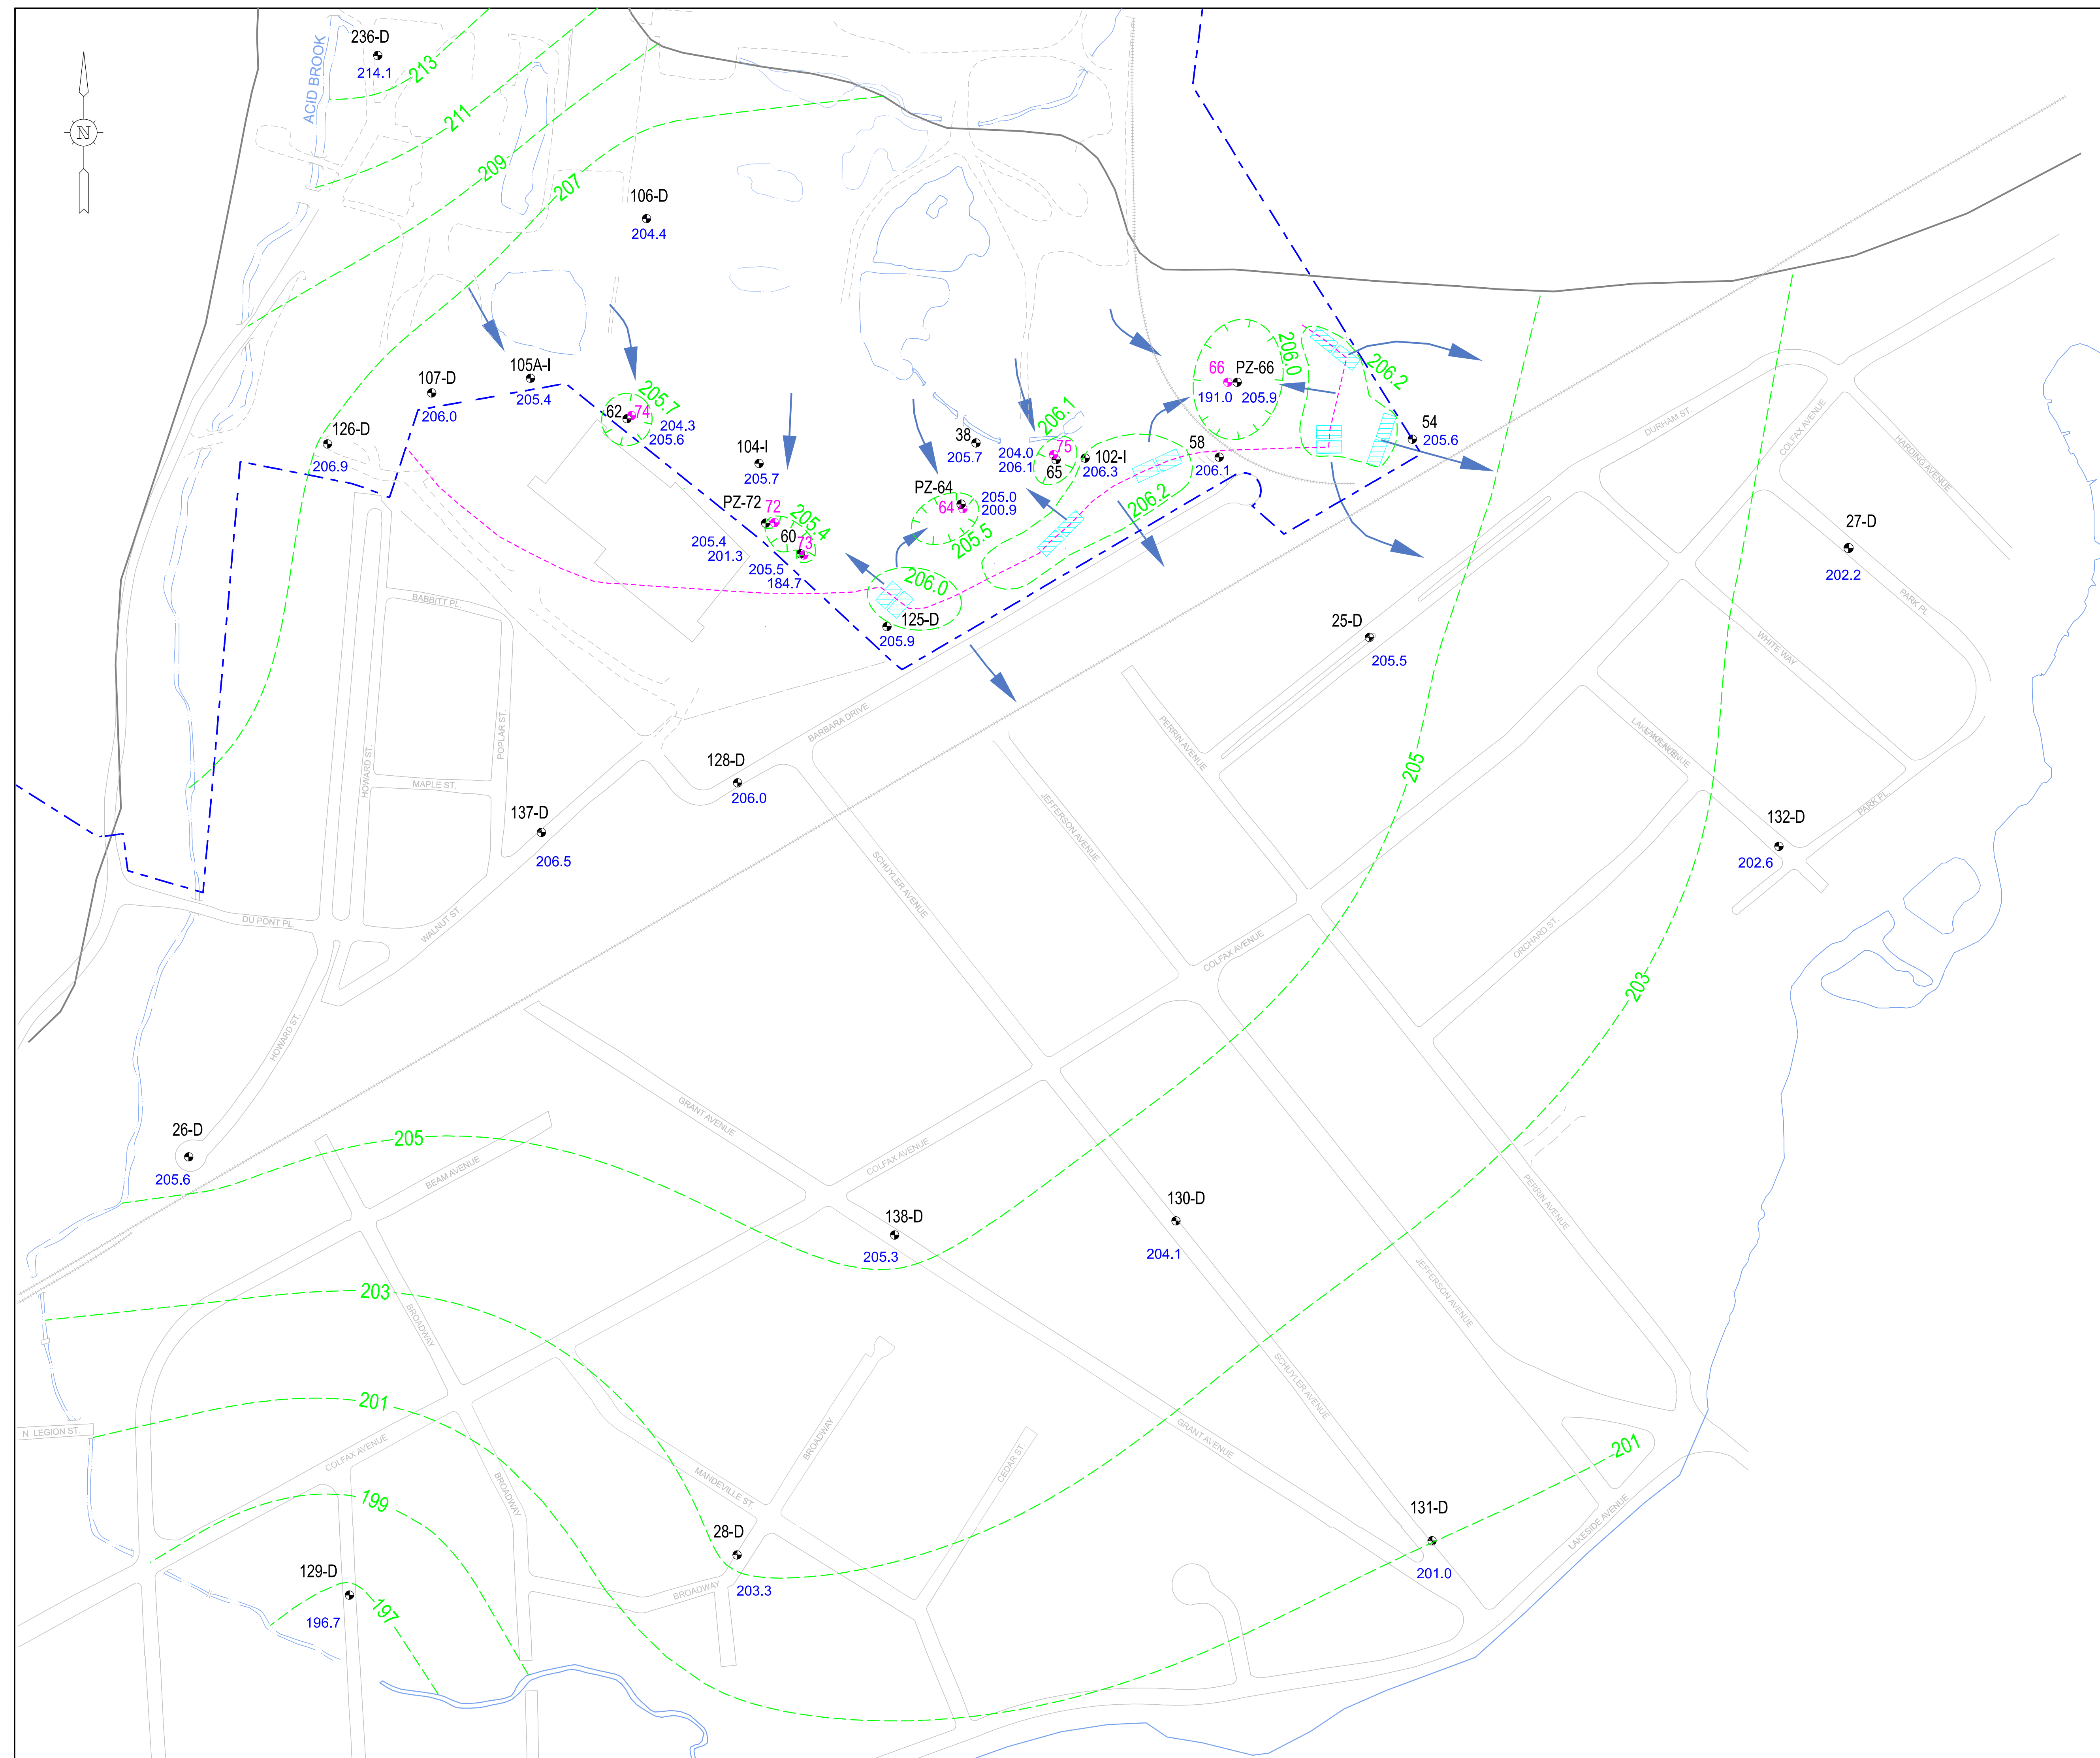 236-D
214.1
ACID BROOK
N
213
211
209
207
106-D
204.4
107-D
206.0
105A-I
205.4
126-D
206.9
62
74
205.7
204.3
205.6
104-I
205.7
38
205.7
206.1
204.0
206.1
75
65
102-I
206.3
58
206.1
66
PZ-66
191.0
205.9
206.0
206.2
54
205.6
PZ-72
72
205.4
60
73
205.4
201.3
205.5
184.7
PZ-64
64
205.0
200.9
205.5
206.2
206.0
125-D
205.9
DURHAM ST.
COLFAX AVENUE
HARDING AVENUE
27-D
202.2
PARK PL
WHITE WAY
25-D
205.5
BABBITT PL
POPLAR ST.
HOWARD ST.
MAPLE ST.
BARBARA DRIVE
PERRIN AVENUE
LAKE AVENUE
128-D
206.0
137-D
206.5
205
132-D
202.6
PARK PL
JEFFERSON AVENUE
SCHUYLER AVENUE
DU PONT PL.
WALNUT ST.
COLFAX AVENUE
ORCHARD ST.
203
HOWARD ST.
GRANT AVENUE
26-D
205.6
205
BEAM AVENUE
COLFAX AVENUE
138-D
205.3
130-D
204.1
PERRIN AVENUE
203
BROADWAY
JEFFERSON AVENUE
SCHUYLER AVENUE
201
N. LEGION ST.
COLFAX AVENUE
BROADWAY
MANDEVILLE ST
BROADWAY
CEDAR ST.
GRANT AVENUE
201
199
28-D
203.3
BROADWAY
131-D
201.0
LAKESIDE AVENUE
129-D
196.7
197